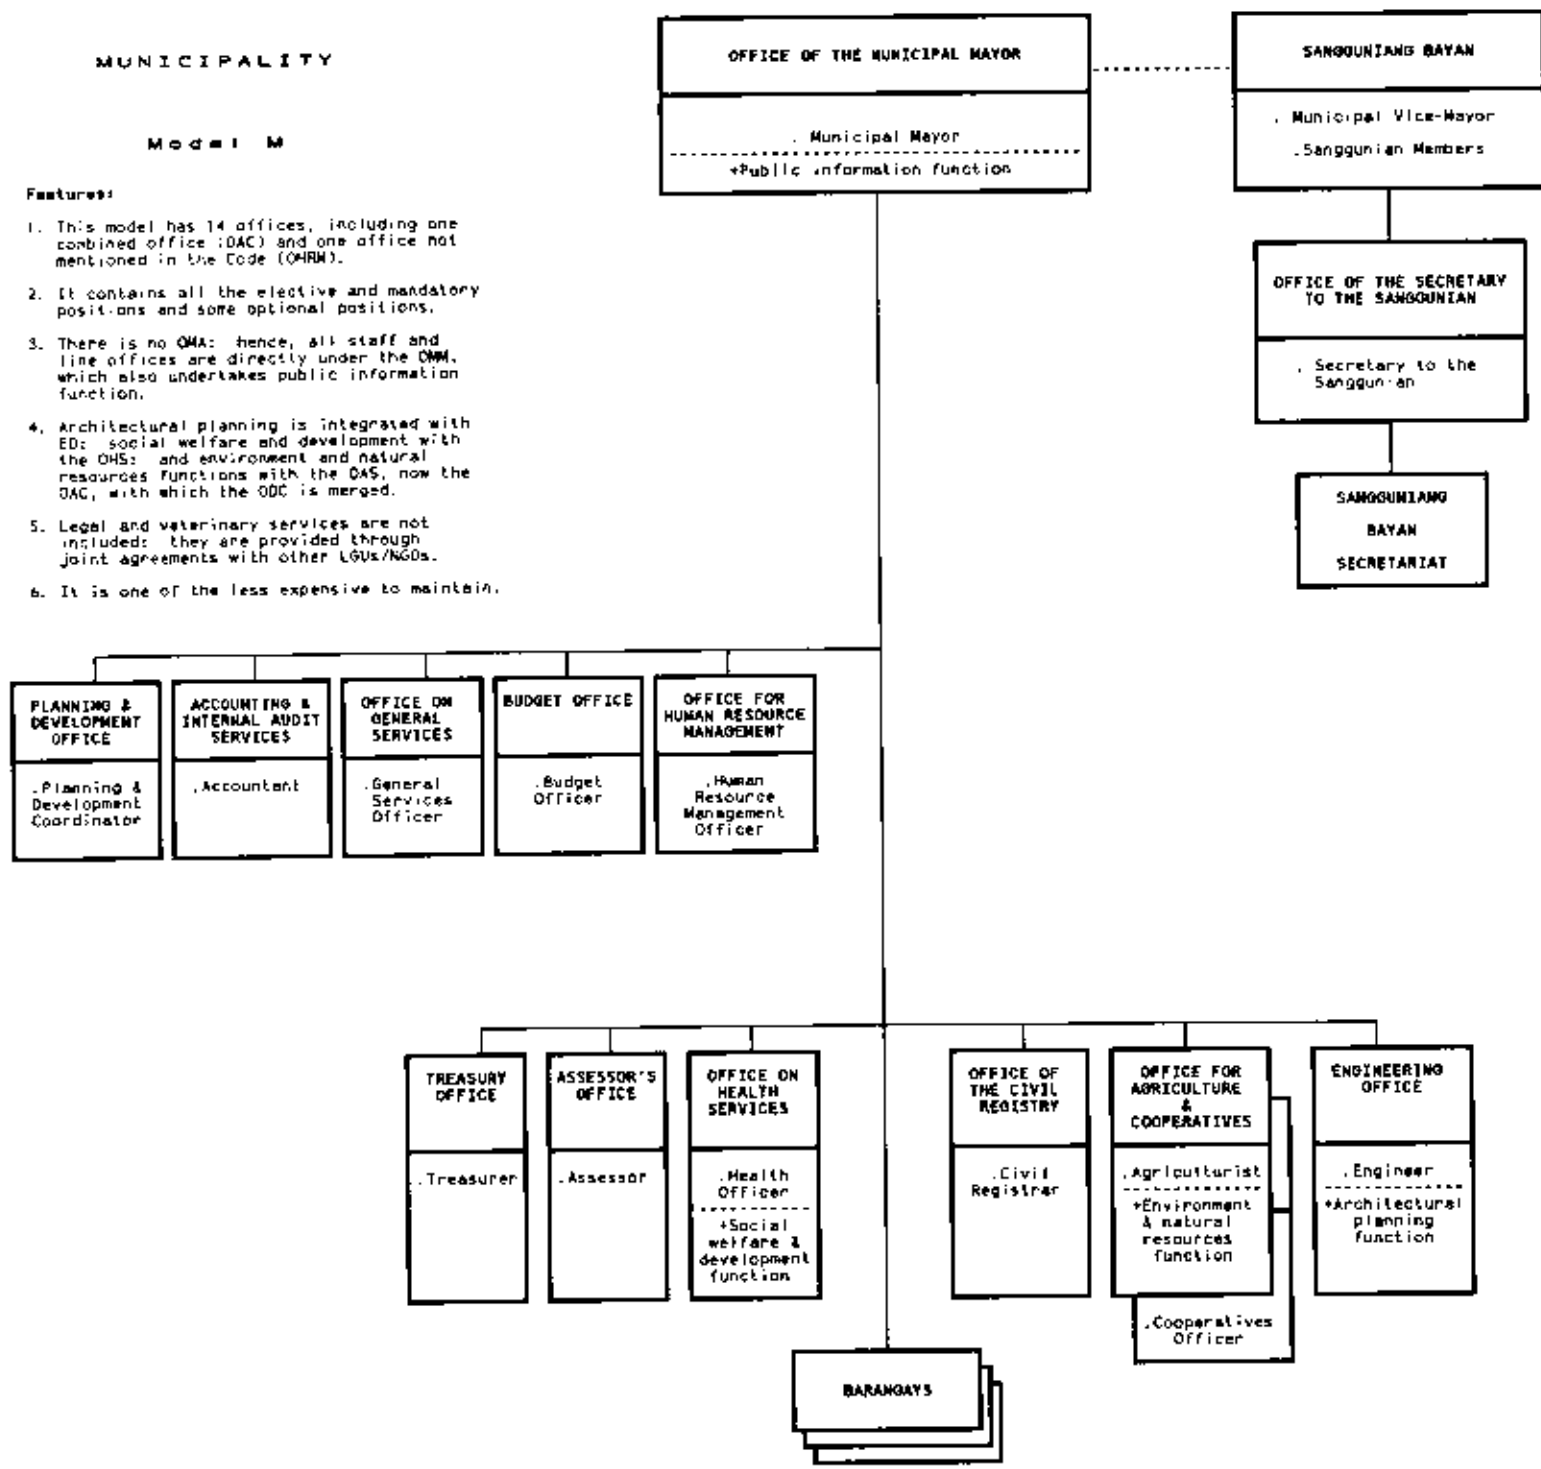 MUNICIPALITY
Model M
Features:
1. This model has 14 offices, including one
combined office (OAC) and one office not
mentioned in the Code (OHRM).
2. It contains all the elective and mandatory
positions and some optional positions.
3. There is no OMA: hence, all staff and
line offices are directly under the OMM,
which also undertakes public information
function.
4. Architectural planning is integrated with
EO: social welfare and development with
the OHS: and environment and natural
resources functions with the OAS, now the
OAC, with which the ODC is merged.
5. Legal and veterinary services are not
included: they are provided through
joint agreements with other LGUs/NGOs.
6. It is one of the less expensive to maintain.
OFFICE OF THE MUNICIPAL MAYOR
. Municipal Mayor
+Public information function
SANGGUNIANG BAYAN
. Municipal Vice-Mayor
.Sanggunian Members
OFFICE OF THE SECRETARY
TO THE SANGGUNIAN
. Secretary to the
Sanggunian
SANGGUNIANG
BAYAN
SECRETARIAT
PLANNING &
DEVELOPMENT
OFFICE
.Planning &
Development
Coordinator
ACCOUNTING &
INTERNAL AUDIT
SERVICES
.Accountant
OFFICE ON
GENERAL
SERVICES
.General
Services
Officer
BUDGET OFFICE
.Budget
Officer
OFFICE FOR
HUMAN RESOURCE
MANAGEMENT
.Human
Resource
Management
Officer
TREASURY
OFFICE
.Treasurer
ASSESSOR'S
OFFICE
.Assessor
OFFICE ON
HEALTH
SERVICES
.Health
Officer
+Social
welfare &
development
function
OFFICE OF
THE CIVIL
REGISTRY
.Civil
Registrar
OFFICE FOR
AGRICULTURE
&
COOPERATIVES
.Agriculturist
+Environment
& natural
resources
function
.Cooperatives
Officer
ENGINEERING
OFFICE
.Engineer
+Architectural
planning
function
BARANGAYS